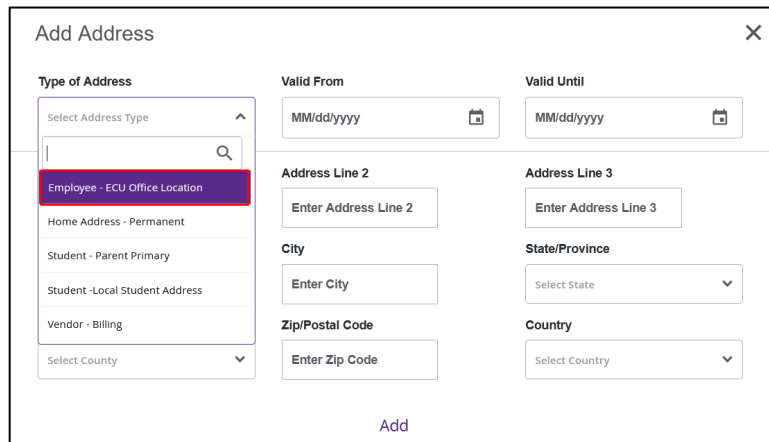 Add Address
Type of Address
Valid From
Valid Until
Select Address Type
MM/dd/yyyy
MM/dd/yyyy
Employee - ECU Office Location
Home Address - Permanent
Student - Parent Primary
Student -Local Student Address
Vendor - Billing
Address Line 2
Address Line 3
Enter Address Line 2
Enter Address Line 3
City
State/Province
Enter City
Select State
Zip/Postal Code
Country
Select County
Enter Zip Code
Select Country
Add